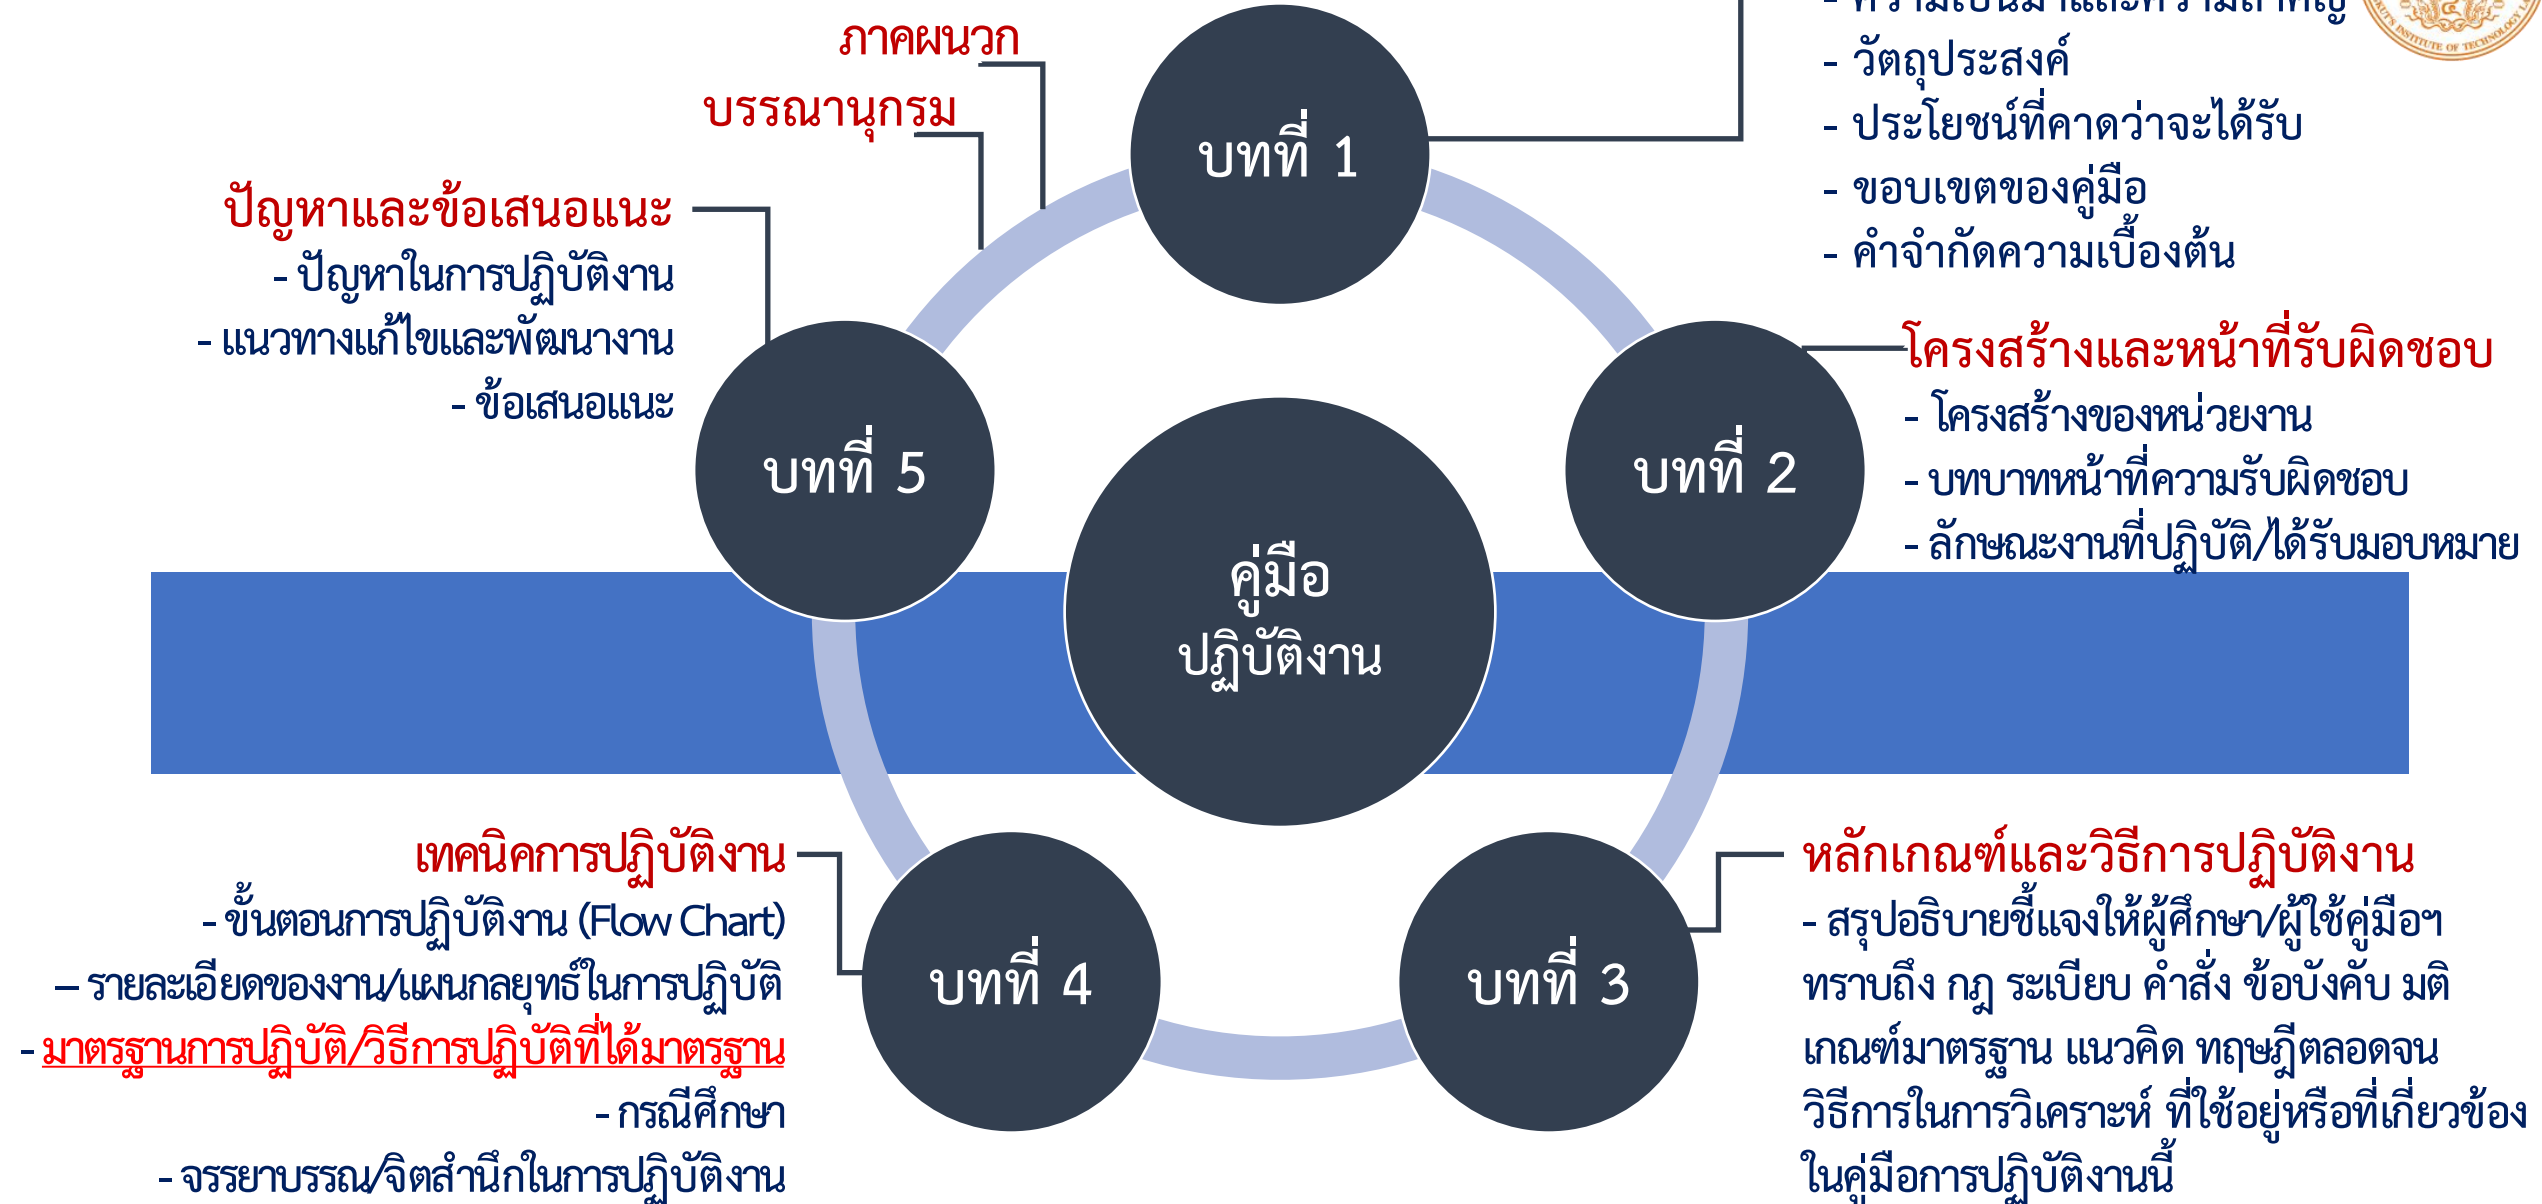 - ความเป็นมาและความสำคัญ
- วัตถุประสงค์
- ประโยชน์ที่คาดว่าจะได้รับ
- ขอบเขตของคู่มือ
- คำจำกัดความเบื้องต้น
บทที่ 1
ภาคผนวก
บรรณานุกรม
ปัญหาและข้อเสนอแนะ
- ปัญหาในการปฏิบัติงาน
- แนวทางแก้ไขและพัฒนางาน
- ข้อเสนอแนะ
บทที่ 5
โครงสร้างและหน้าที่รับผิดชอบ
- โครงสร้างของหน่วยงาน
- บทบาทหน้าที่ความรับผิดชอบ
- ลักษณะงานที่ปฏิบัติ/ได้รับมอบหมาย
บทที่ 2
คู่มือ
ปฏิบัติงาน
เทคนิคการปฏิบัติงาน
- ขั้นตอนการปฏิบัติงาน (Flow Chart)
– รายละเอียดของงาน/แผนกลยุทธ์ในการปฏิบัติ
- มาตรฐานการปฏิบัติ/วิธีการปฏิบัติที่ได้มาตรฐาน
- กรณีศึกษา
- จรรยาบรรณ/จิตสำนึกในการปฏิบัติงาน
บทที่ 4
บทที่ 3
หลักเกณฑ์และวิธีการปฏิบัติงาน
- สรุปอธิบายชี้แจงให้ผู้ศึกษา/ผู้ใช้คู่มือฯ
ทราบถึง กฎ ระเบียบ คำสั่ง ข้อบังคับ มติ
เกณฑ์มาตรฐาน แนวคิด ทฤษฎีตลอดจน
วิธีการในการวิเคราะห์ ที่ใช้อยู่หรือที่เกี่ยวข้อง
ในคู่มือการปฏิบัติงานนี้
INSTITUTE OF TECHNOLOGY